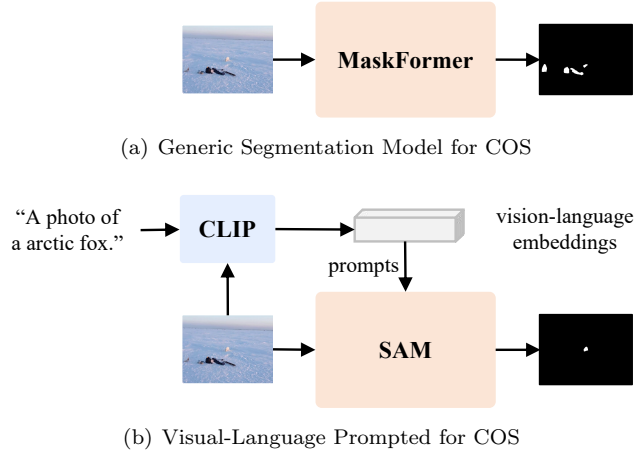 MaskFormer
(a) Generic Segmentation Model for COS
“A photo of
a arctic fox.”
CLIP
vision-language
embeddings
prompts
SAM
(b) Visual-Language Prompted for COS